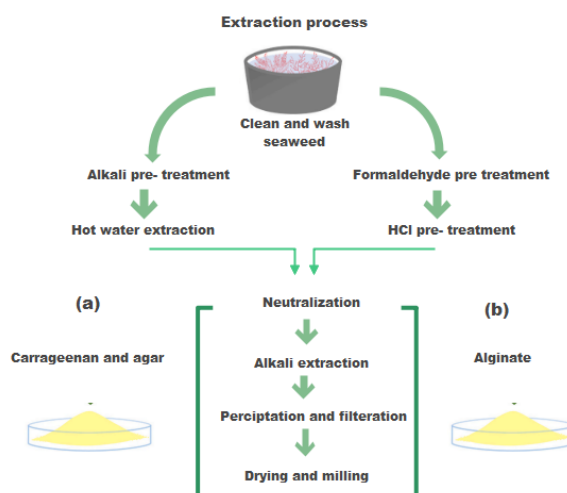 Extraction process
Clean and wash
seaweed
Alkali pre- treatment
Formaldehyde pre treatment
Hot water extraction
HCl pre- treatment
(a)
Neutralization
(b)
Carrageenan and agar
Alkali extraction
Alginate
Perciptation and filteration
Drying and milling